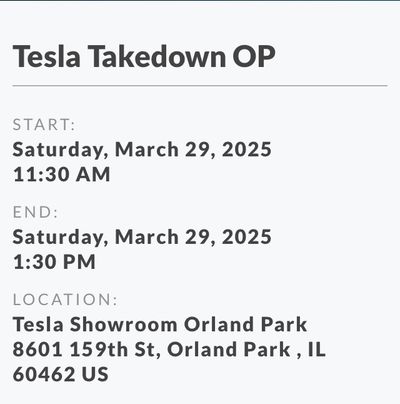 Tesla Takedown OP
START:
Saturday, March 29, 2025
11:30 AM
END:
Saturday, March 29, 2025
1:30 PM
LOCATION:
Tesla Showroom Orland Park
8601 159th St, Orland Park , IL
60462 US